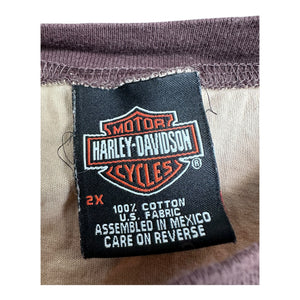 MOTOR
HARLEY-DAVIDSON
CYCLES
®
2X
100% COTTON
U.S. FABRIC
ASSEMBLED IN MEXICO
CARE ON REVERSE